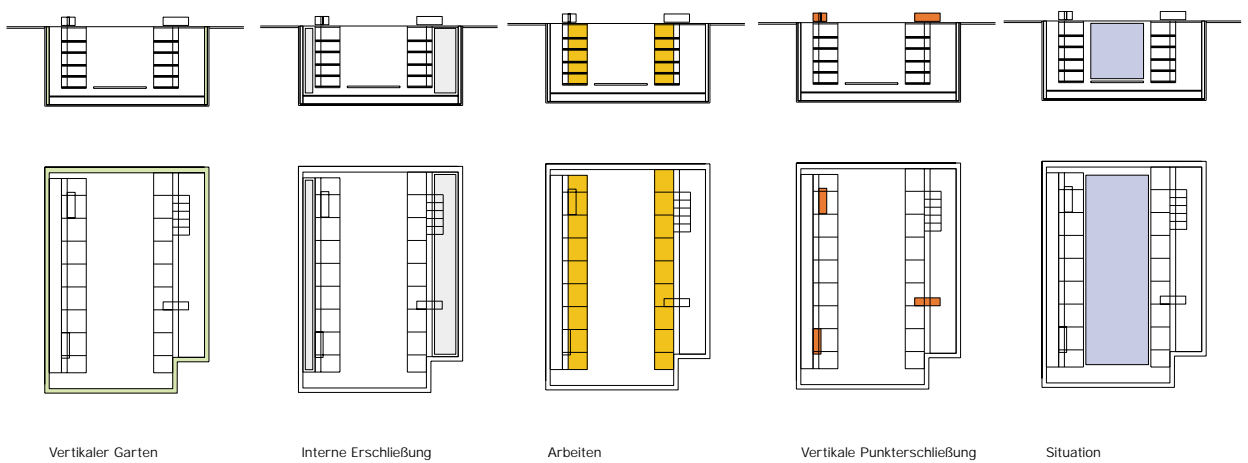 Vertikaler Garten
Interne Erschließung
Arbeiten
Vertikale Punkterschließung
Situation